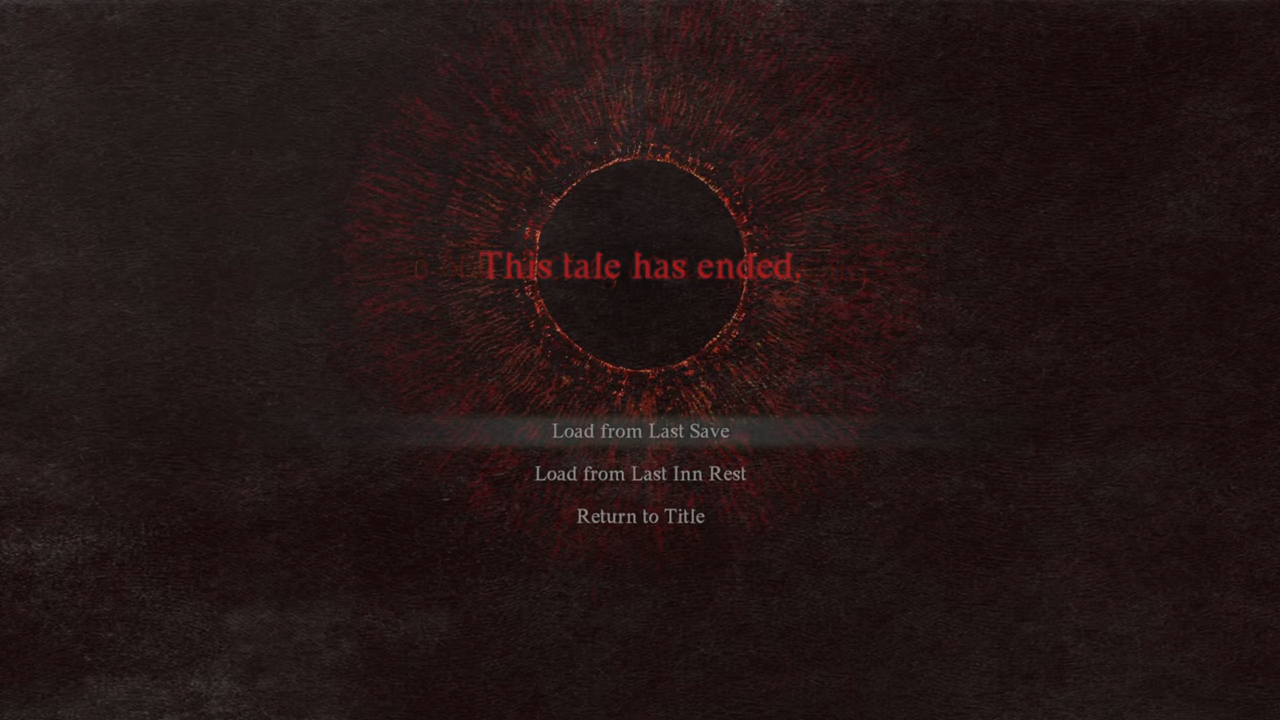 This tale has ended.
Load from Last Save
Load from Last Inn Rest
Return to Title